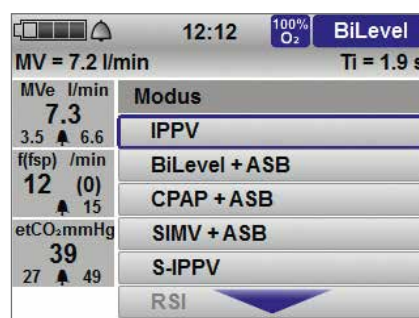 12:12 100% O₂ BiLevel
MV = 7.2 l/min Ti = 1.9 s
MVe l/min
7.3
3.5 6.6
f(fsp) /min
12 (0)
15
etCO₂mmHg
39
27 49
Modus
IPPV
BiLevel + ASB
CPAP + ASB
SIMV + ASB
S-IPPV
RSI